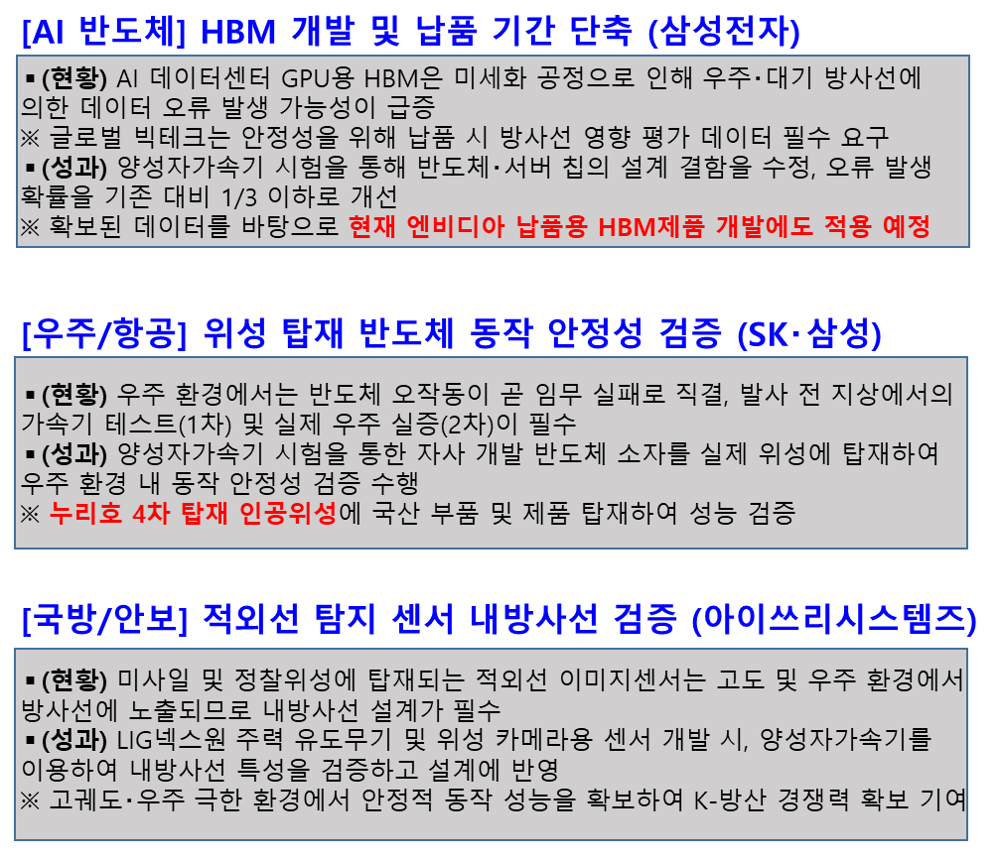 [AI 반도체] HBM 개발 및 납품 기간 단축 (삼성전자)
▪(현황) AI 데이터센터 GPU용 HBM은 미세화 공정으로 인해 우주·대기 방사선에
의한 데이터 오류 발생 가능성이 급증
※ 글로벌 빅테크는 안정성을 위해 납품 시 방사선 영향 평가 데이터 필수 요구
▪(성과) 양성자가속기 시험을 통해 반도체·서버 칩의 설계 결함을 수정, 오류 발생
확률을 기존 대비 1/3 이하로 개선
※ 확보된 데이터를 바탕으로 현재 엔비디아 납품용 HBM제품 개발에도 적용 예정
[우주/항공] 위성 탑재 반도체 동작 안정성 검증 (SK·삼성)
▪(현황) 우주 환경에서는 반도체 오작동이 곧 임무 실패로 직결, 발사 전 지상에서의
가속기 테스트(1차) 및 실제 우주 실증(2차)이 필수
▪(성과) 양성자가속기 시험을 통한 자사 개발 반도체 소자를 실제 위성에 탑재하여
우주 환경 내 동작 안정성 검증 수행
※ 누리호 4차 탑재 인공위성에 국산 부품 및 제품 탑재하여 성능 검증
[국방/안보] 적외선 탐지 센서 내방사선 검증 (아이쓰리시스템즈)
▪(현황) 미사일 및 정찰위성에 탑재되는 적외선 이미지센서는 고도 및 우주 환경에서
방사선에 노출되므로 내방사선 설계가 필수
▪(성과) LIG넥스원 주력 유도무기 및 위성 카메라용 센서 개발 시, 양성자가속기를
이용하여 내방사선 특성을 검증하고 설계에 반영
※ 고궤도·우주 극한 환경에서 안정적 동작 성능을 확보하여 K-방산 경쟁력 확보 기여